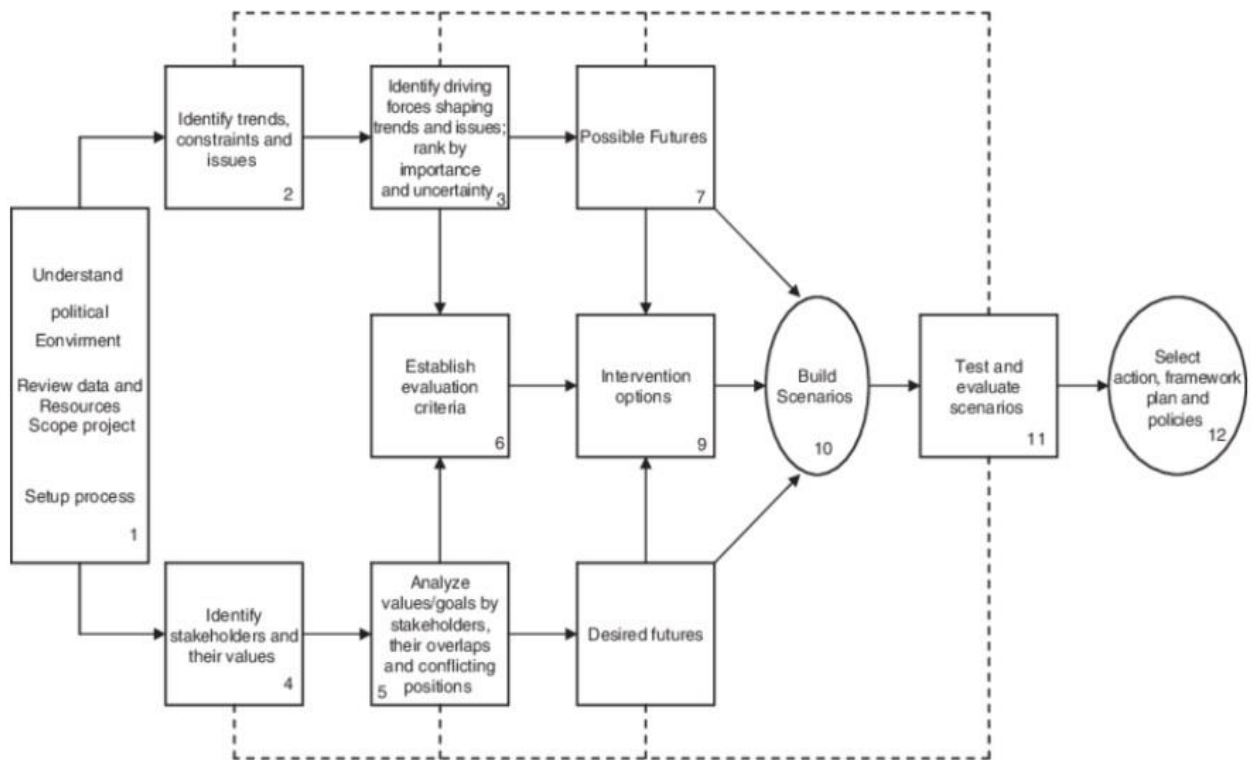 Understand
political
Eonvirment
Review data and
Resources
Scope project
Setup process
1
Identify trends,
constraints and
issues
2
Identify driving
forces shaping
trends and issues;
rank by
importance
and uncertainty
3
Identify
stakeholders and
their values
4
Analyze
values/goals by
stakeholders,
their overlaps
and conflicting
positions
5
Establish
evaluation
criteria
6
Possible Futures
7
Desired futures
Intervention
options
9
Build
Scenarios
10
Test and
evaluate
scenarios
11
Select
action, framework
plan and
policies
12